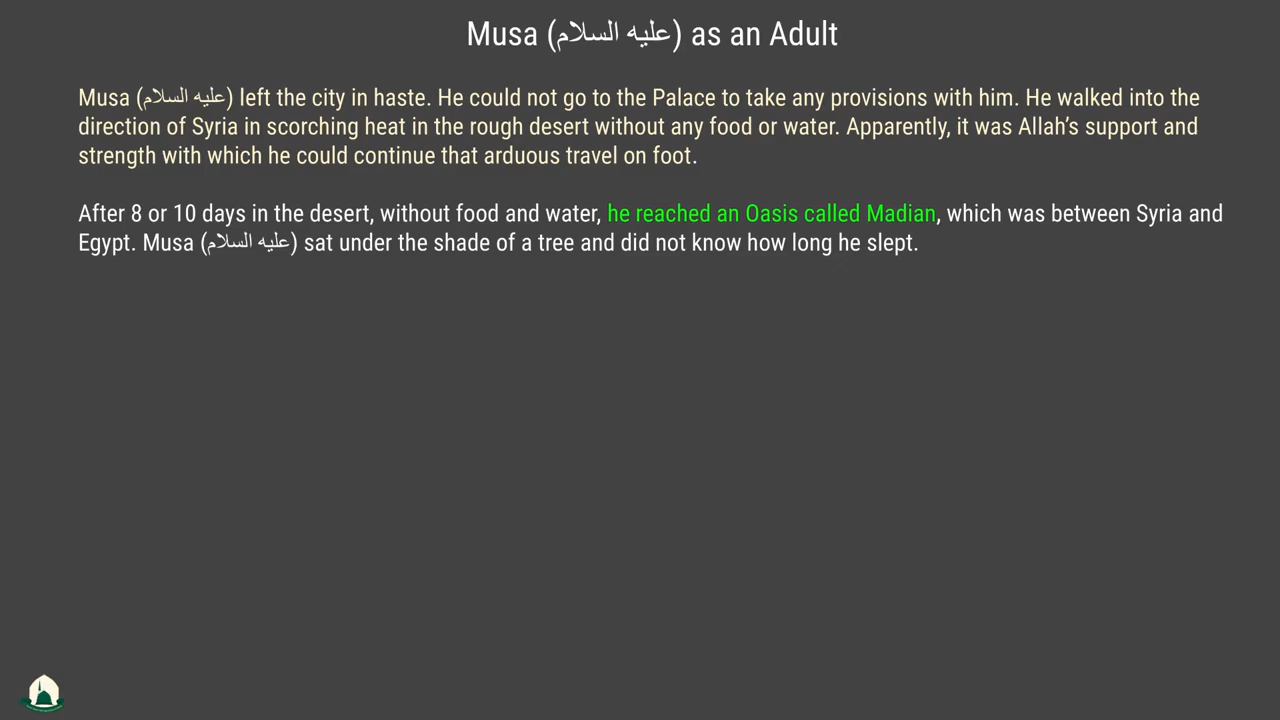 Musa (عليه السلام) as an Adult
Musa (عليه السلام) left the city in haste. He could not go to the Palace to take any provisions with him. He walked into the
direction of Syria in scorching heat in the rough desert without any food or water. Apparently, it was Allah’s support and
strength with which he could continue that arduous travel on foot.
After 8 or 10 days in the desert, without food and water, he reached an Oasis called Madian, which was between Syria and
Egypt. Musa (عليه السلام) sat under the shade of a tree and did not know how long he slept.